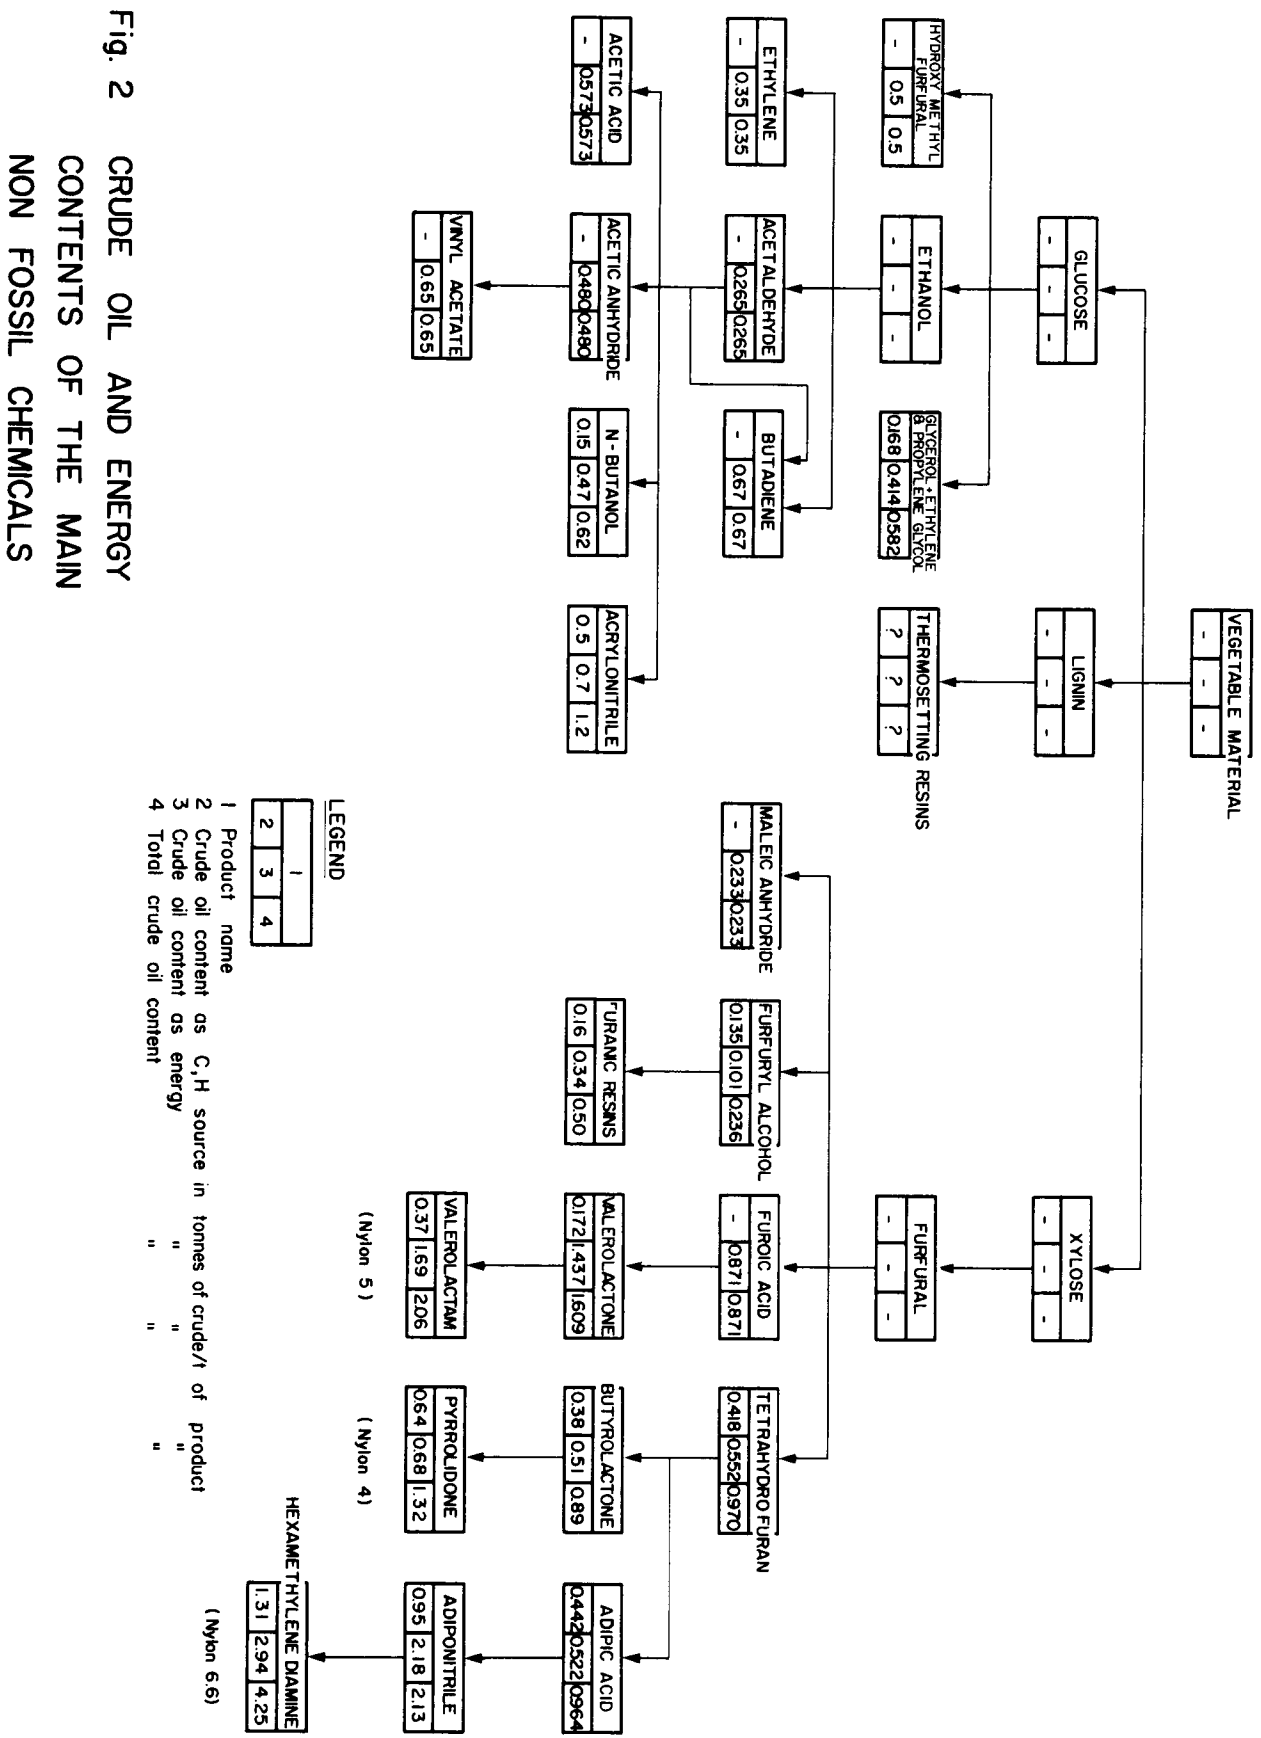 VEGETABLE MATERIAL
- - -
GLUCOSE
- - -
LIGNIN
- - -
XYLOSE
- - -
HYDROXY METHYL
FURFURAL
- 0.5 0.5
ETHANOL
- - -
GLYCEROL + ETHYLENE
& PROPYLENE GLYCOL
0.168 0.414 0.582
THERMOSETTING RESINS
? ? ?
FURFURAL
- - -
ETHYLENE
- 0.35 0.35
ACETALDEHYDE
- 0.265 0.265
BUTADIENE
- 0.67 0.67
MALEIC ANHYDRIDE
- 0.233 0.233
FURFURYL ALCOHOL
0.135 0.101 0.236
FUROIC ACID
- 0.871 0.871
TETRAHYDRO FURAN
0.418 0.552 0.970
ACETIC ACID
- 0.573 0.573
ACETIC ANHYDRIDE
- 0.480 0.480
N-BUTANOL
0.15 0.47 0.62
ACRYLONITRILE
0.5 0.7 1.2
FURANIC RESINS
0.16 0.34 0.50
VALEROLACTONE
0.172 1.437 1.609
BUTYROLACTONE
0.38 0.51 0.89
ADIPIC ACID
0.442 0.522 0.964
VINYL ACETATE
- 0.65 0.65
VALEROLACTAM
0.37 1.69 2.06
(Nylon 5)
PYRROLIDONE
0.64 0.68 1.32
(Nylon 4)
ADIPONITRILE
0.95 2.18 2.13
HEXAMETHYLENE DIAMINE
1.31 2.94 4.25
(Nylon 6.6)
LEGEND
1
2 3 4
1 Product name
2 Crude oil content as C,H source in tonnes of crude/t of product
3 Crude oil content as energy " " "
4 Total crude oil content " " "
Fig. 2 CRUDE OIL AND ENERGY
CONTENTS OF THE MAIN
NON FOSSIL CHEMICALS